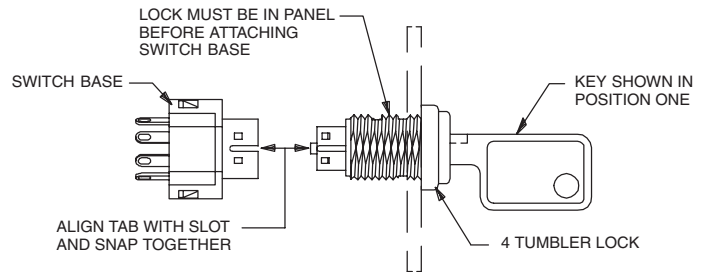 LOCK MUST BE IN PANEL
BEFORE ATTACHING
SWITCH BASE
SWITCH BASE
KEY SHOWN IN
POSITION ONE
ALIGN TAB WITH SLOT
AND SNAP TOGETHER
4 TUMBLER LOCK